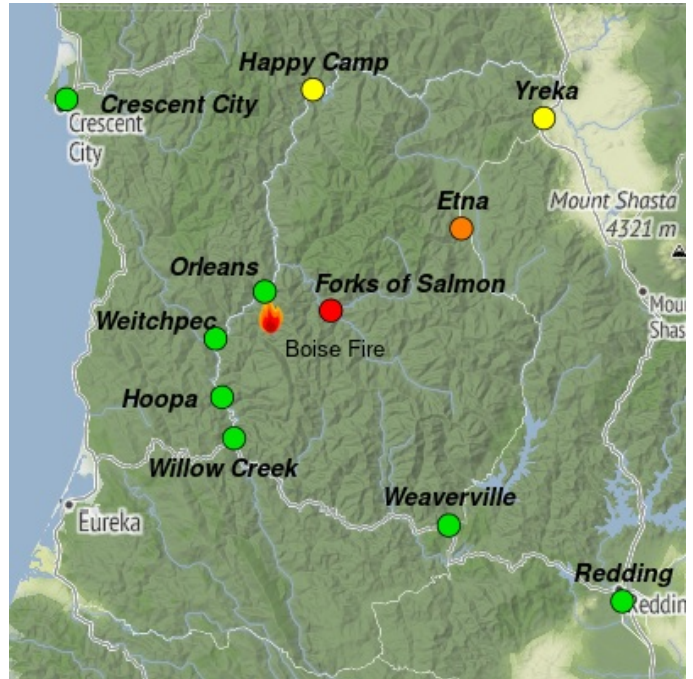 Happy Camp
Yreka
Crescent City
Crescent
City
Mount Shasta
4321 m
Etna
Orleans
Forks of Salmon
Weitchpec
Boise Fire
Hoopa
Willow Creek
Eureka
Weaverville
Redding